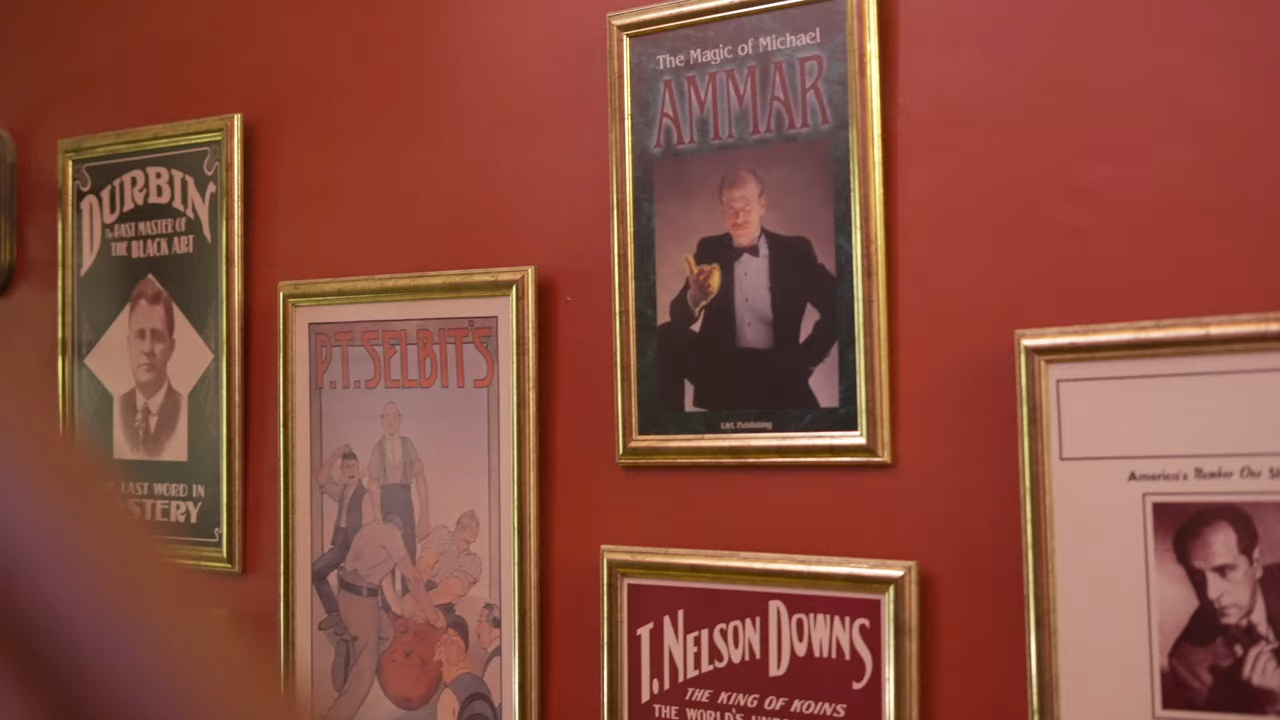 DURBIN
The PAST MASTER OF
THE BLACK ART
LAST WORD IN
STERY
P.T. SELBIT'S
The Magic of Michael
AMMAR
L&L Publishing
T. NELSON DOWNS
THE KING OF KOINS
THE WORLD'S
America's Number One